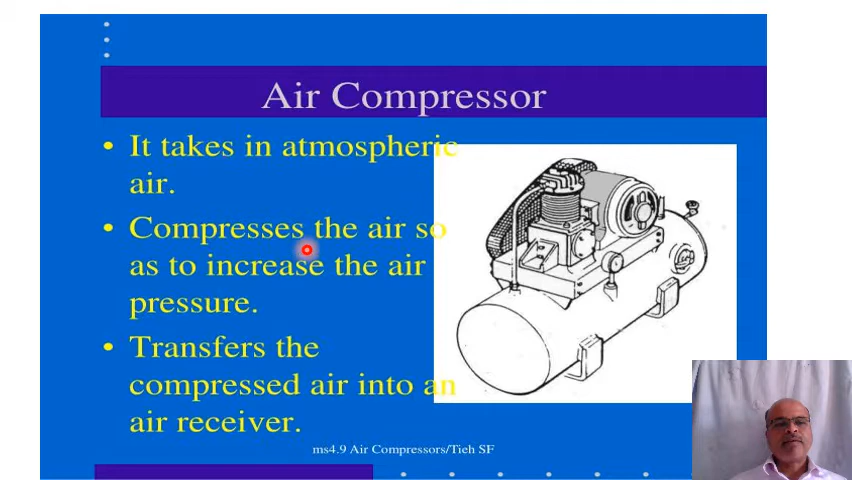 Air Compressor
• It takes in atmospheric
air.
• Compresses the air so
as to increase the air
pressure.
• Transfers the
compressed air into an
air receiver.
ms4.9 Air Compressors/Tieh SF